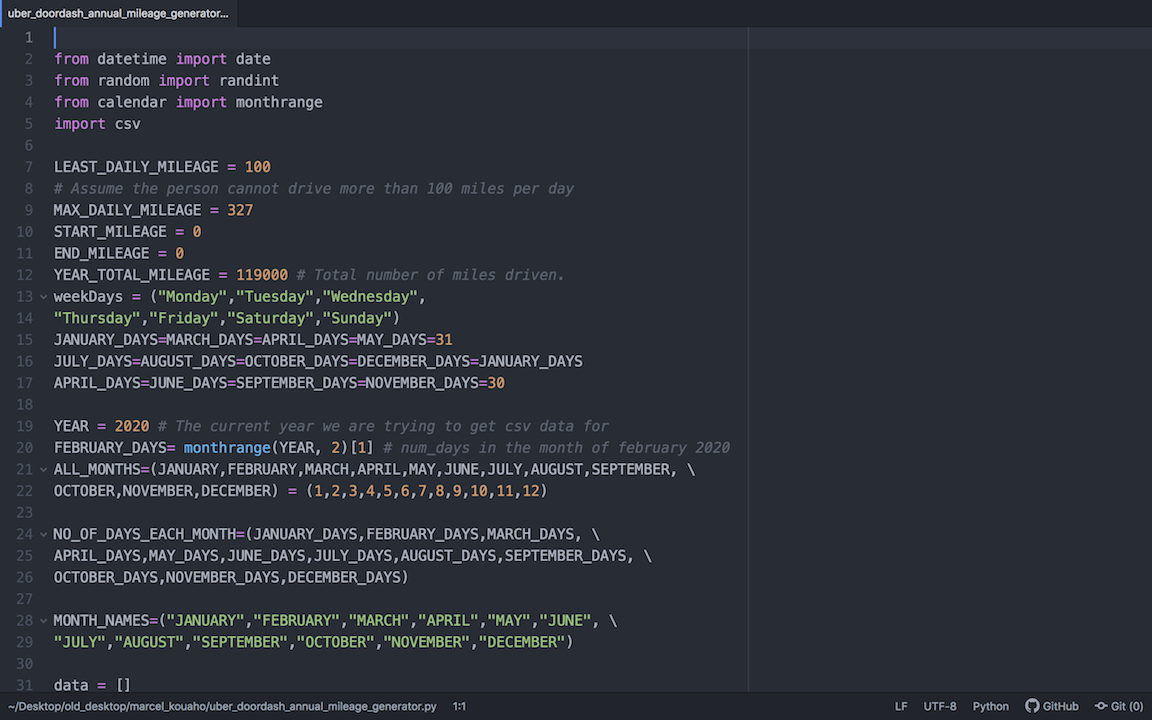 uber_doordash_annual_mileage_generator...
1
2 from datetime import date
3 from random import randint
4 from calendar import monthrange
5 import csv
6
7 LEAST_DAILY_MILEAGE = 100
8 # Assume the person cannot drive more than 100 miles per day
9 MAX_DAILY_MILEAGE = 327
10 START_MILEAGE = 0
11 END_MILEAGE = 0
12 YEAR_TOTAL_MILEAGE = 119000 # Total number of miles driven.
13 weekDays = ("Monday","Tuesday","Wednesday",
14 "Thursday","Friday","Saturday","Sunday")
15 JANUARY_DAYS=MARCH_DAYS=APRIL_DAYS=MAY_DAYS=31
16 JULY_DAYS=AUGUST_DAYS=OCTOBER_DAYS=DECEMBER_DAYS=JANUARY_DAYS
17 APRIL_DAYS=JUNE_DAYS=SEPTEMBER_DAYS=NOVEMBER_DAYS=30
18
19 YEAR = 2020 # The current year we are trying to get csv data for
20 FEBRUARY_DAYS= monthrange(YEAR, 2)[1] # num_days in the month of february 2020
21 ALL_MONTHS=(JANUARY,FEBRUARY,MARCH,APRIL,MAY,JUNE,JULY,AUGUST,SEPTEMBER, \
22 OCTOBER,NOVEMBER,DECEMBER) = (1,2,3,4,5,6,7,8,9,10,11,12)
23
24 NO_OF_DAYS_EACH_MONTH=(JANUARY_DAYS,FEBRUARY_DAYS,MARCH_DAYS, \
25 APRIL_DAYS,MAY_DAYS,JUNE_DAYS,JULY_DAYS,AUGUST_DAYS,SEPTEMBER_DAYS, \
26 OCTOBER_DAYS,NOVEMBER_DAYS,DECEMBER_DAYS)
27
28 MONTH_NAMES=("JANUARY","FEBRUARY","MARCH","APRIL","MAY","JUNE", \
29 "JULY","AUGUST","SEPTEMBER","OCTOBER","NOVEMBER","DECEMBER")
30
31 data = []
~/Desktop/old_desktop/marcel_kouaho/uber_doordash_annual_mileage_generator.py 1:1 LF UTF-8 Python GitHub Git (0)